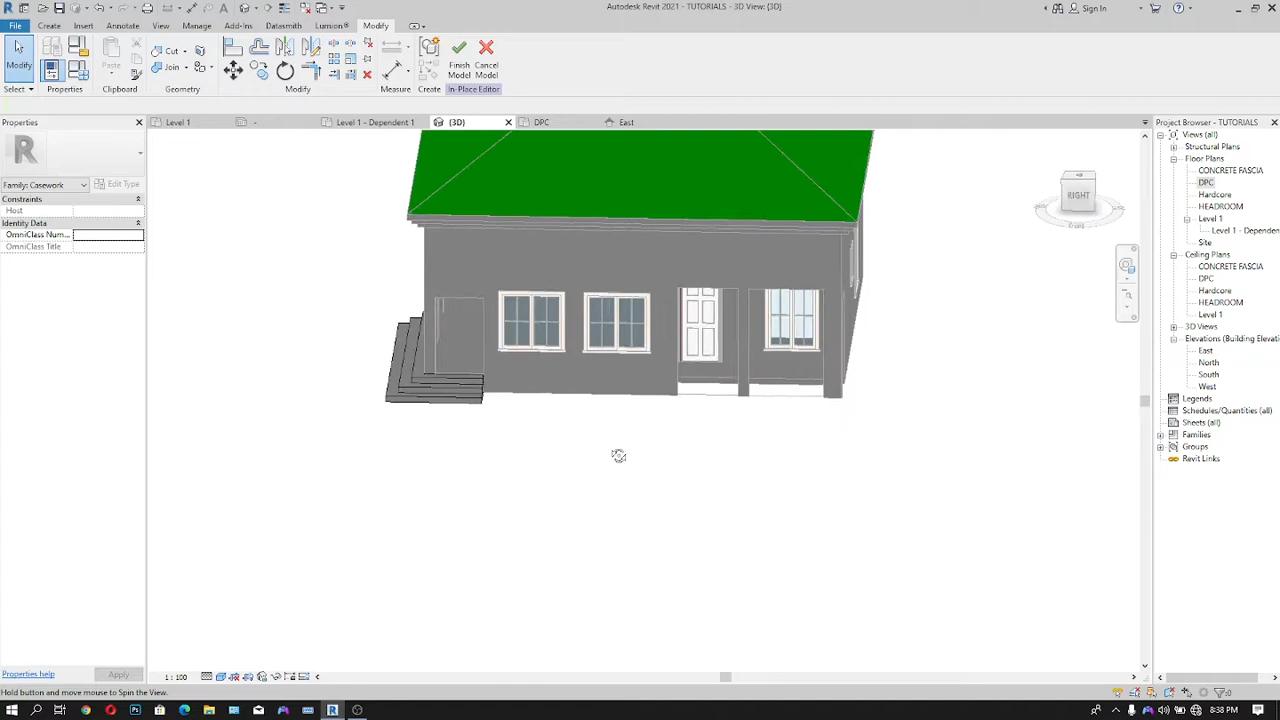 Autodesk Revit 2021 - TUTORIALS - 3D View: {3D}
Sign In
File
Create
Insert
Annotate
View
Manage
Add-Ins
Datasmith
Lumion®
Modify
Modify
Paste
Cut
Join
Finish Model
Cancel Model
Select
Properties
Clipboard
Geometry
Modify
Measure
Create
In-Place Editor
Properties
Level 1
-
Level 1 - Dependent 1
{3D}
DPC
East
Project Browser - TUTORIALS
Family: Casework
Edit Type
Constraints
Host
Identity Data
OmniClass Num...
OmniClass Title
RIGHT
Views (all)
Structural Plans
Floor Plans
CONCRETE FASCIA
DPC
Hardcore
HEADROOM
Level 1
Level 1 - Depender
Site
Ceiling Plans
CONCRETE FASCIA
DPC
Hardcore
HEADROOM
Level 1
3D Views
Elevations (Building Elevati
East
North
South
West
Legends
Schedules/Quantities (all)
Sheets (all)
Families
Groups
Revit Links
Properties help
Apply
1 : 100
Hold button and move mouse to Spin the View.
:0
8:38 PM